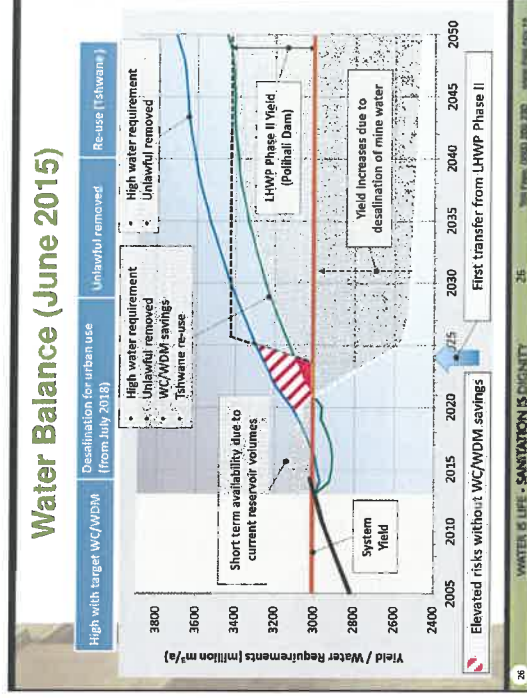 Water Balance (June 2015)
High with target WC/WDM
Desalination for urban use
(from July 2018)
Unlawful removed
Re-use (Tshwane)
• High water requirement
• Unlawful removed
• WC/WDM savings
• Tshwane re-use
• High water requirement
• Unlawful removed
Short term availability due to
current reservoir volumes
LHWP Phase II Yield
(Polihali Dam)
System
Yield
Yield increases due to
desalination of mine water
Yield / Water Requirements (million m³/a)
3800
3600
3400
3200
3000
2800
2600
2400
2005
2010
2015
2020
2030
2035
2040
2045
2050
Elevated risks without WC/WDM savings
First transfer from LHWP Phase II
26
WATER IS LIFE, SANITATION IS DIGNITY
26